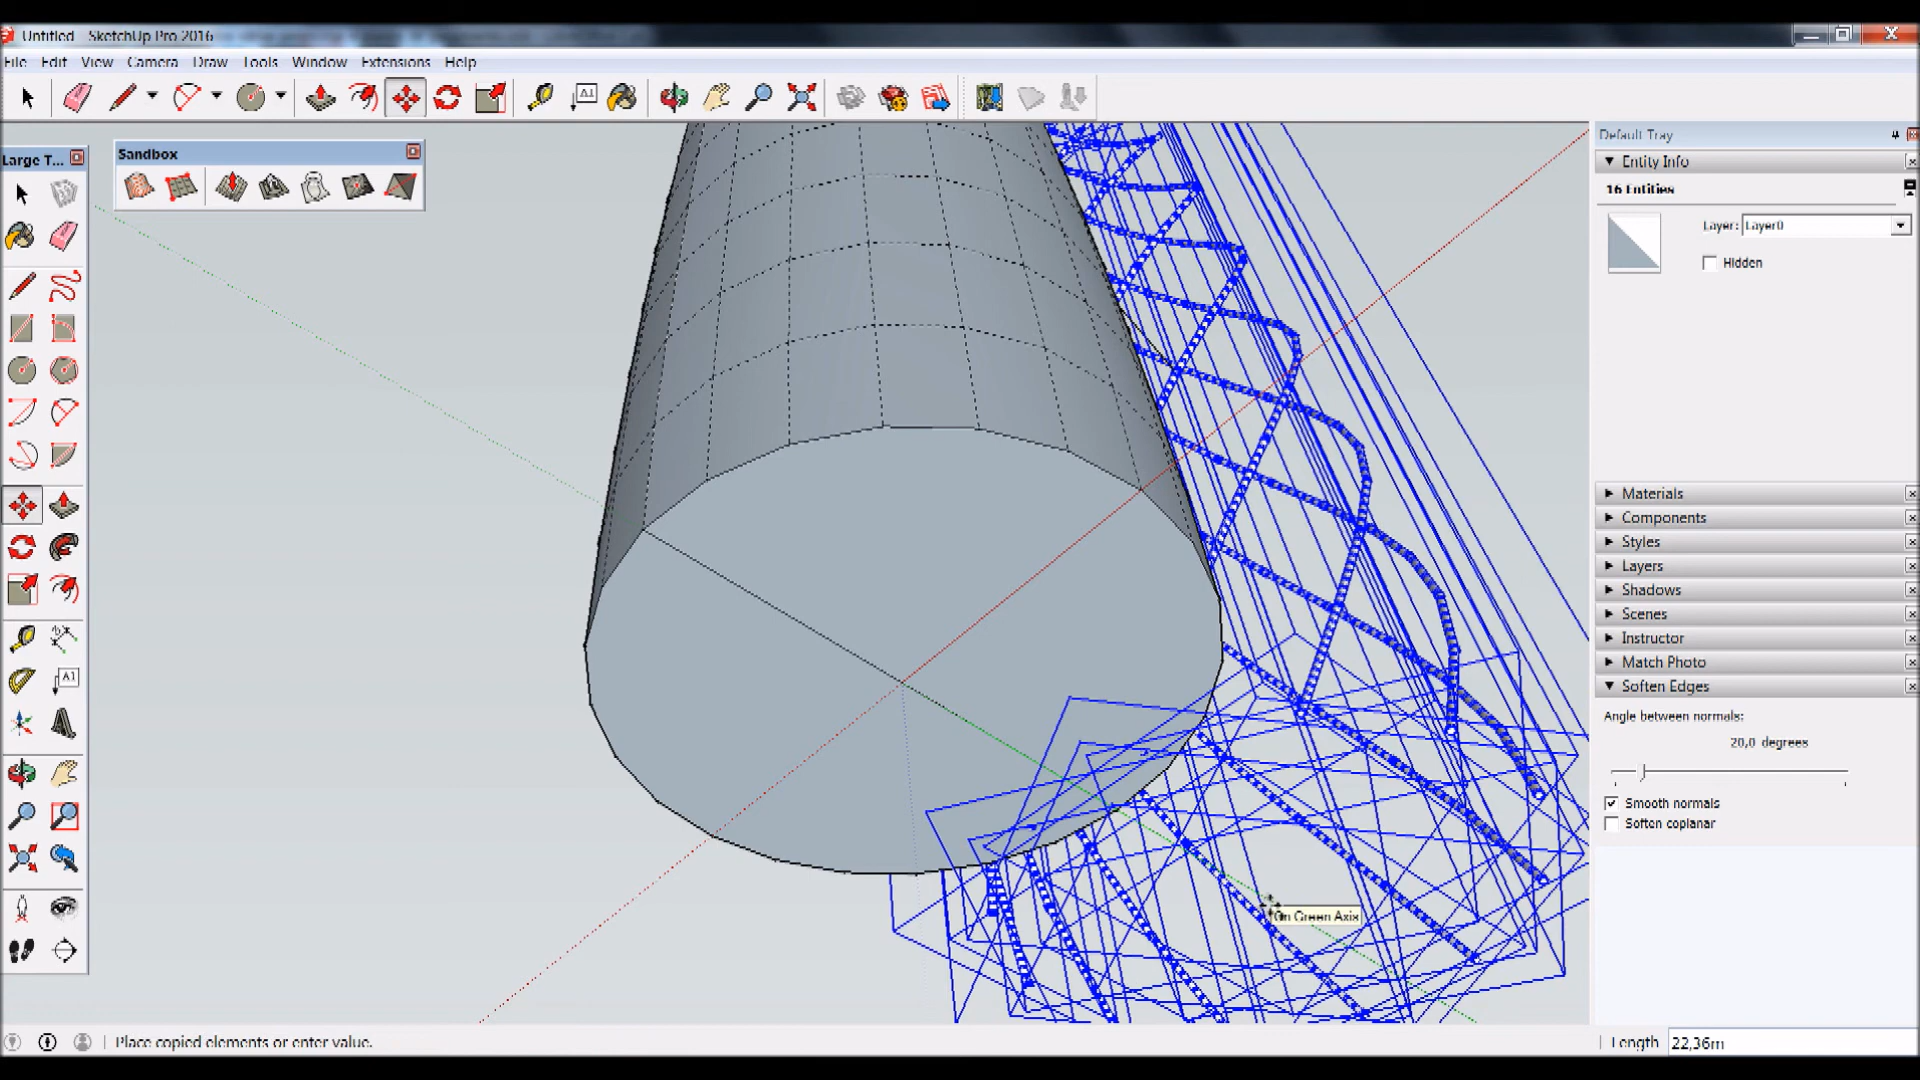 Untitled - SketchUp Pro 2016
File Edit View Camera Draw Tools Window Extensions Help
Large T...
Sandbox
Default Tray
Entity Info
16 Entities
Layer: Layer0
Hidden
Materials
Components
Styles
Layers
Shadows
Scenes
Instructor
Match Photo
Soften Edges
Angle between normals:
20,0 degrees
Smooth normals
Soften coplanar
On Green Axis
Place copied elements or enter value.
Length 22,36m